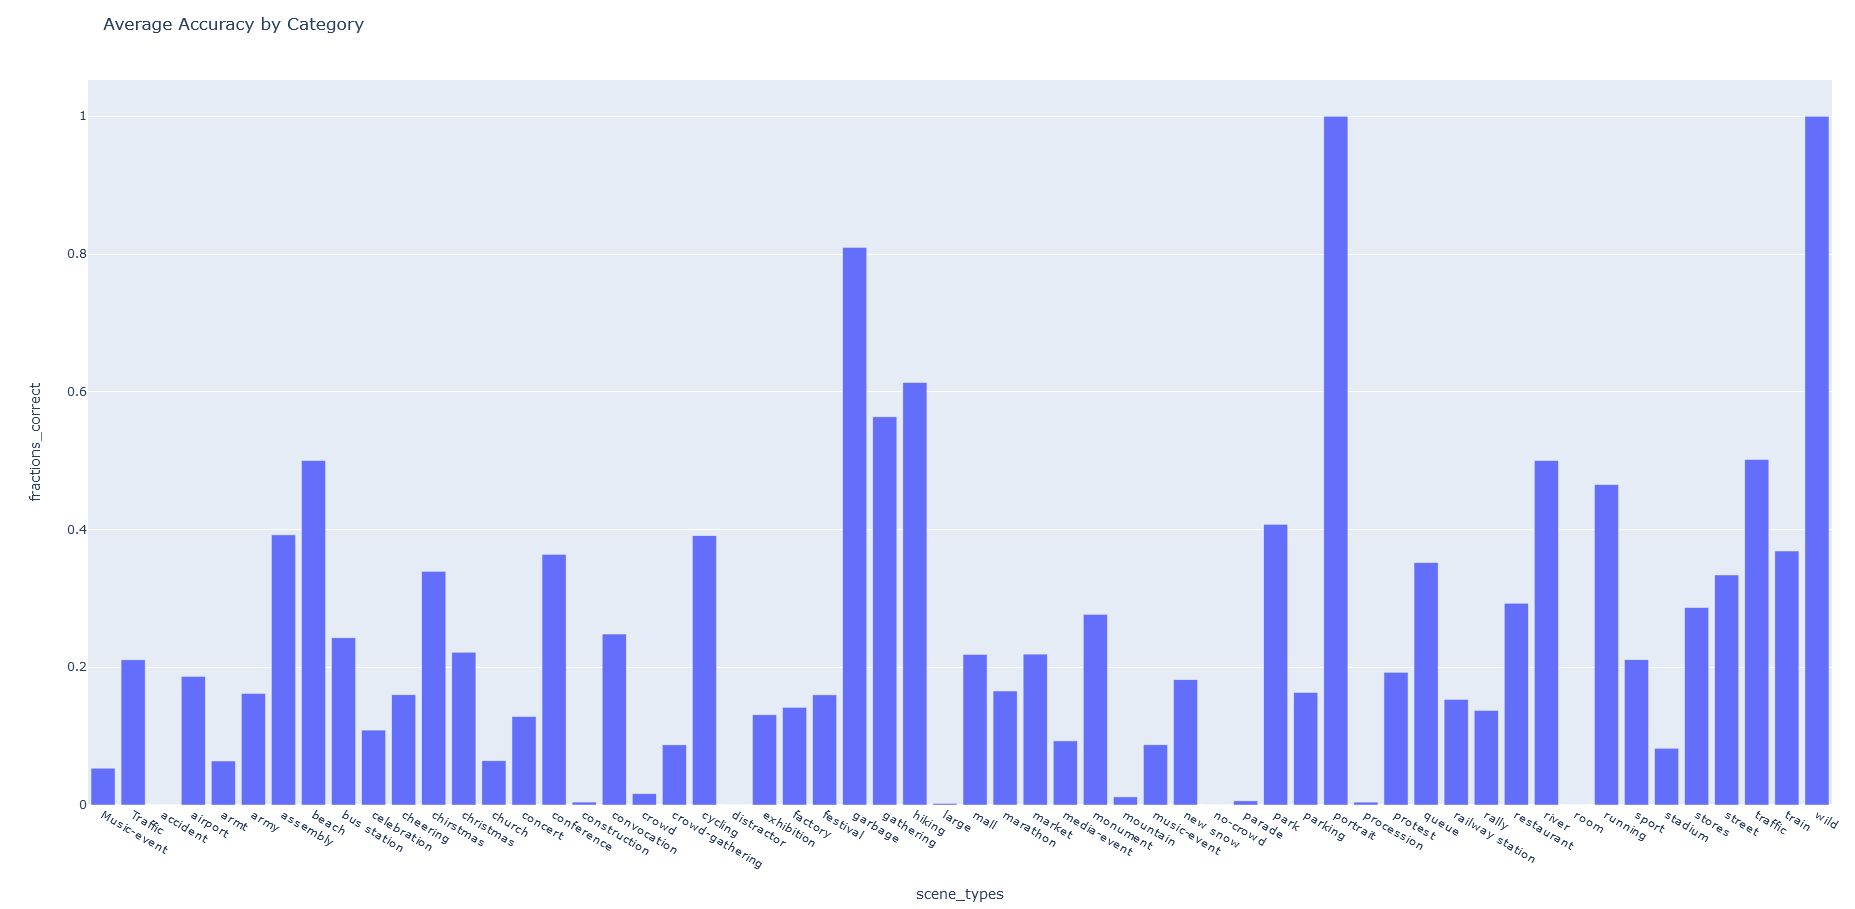 Average Accuracy by Category
fractions_correct
1
0.8
0.6
0.4
0.2
0
Music-event
Traffic
accident
airport
armt
army
assembly
beach
bus station
celebration
cheering
chirstmas
christmas
church
concert
conference
construction
convocation
crowd
crowd-gathering
cycling
distractor
exhibition
factory
festival
garbage
gathering
hiking
large
mall
marathon
market
media-event
monument
mountain
music-event
new snow
no-crowd
parade
park
parking
portrait
procession
protest
queue
railway station
rally
restaurant
river
room
running
sport
stadium
stores
street
traffic
train
wild
scene_types